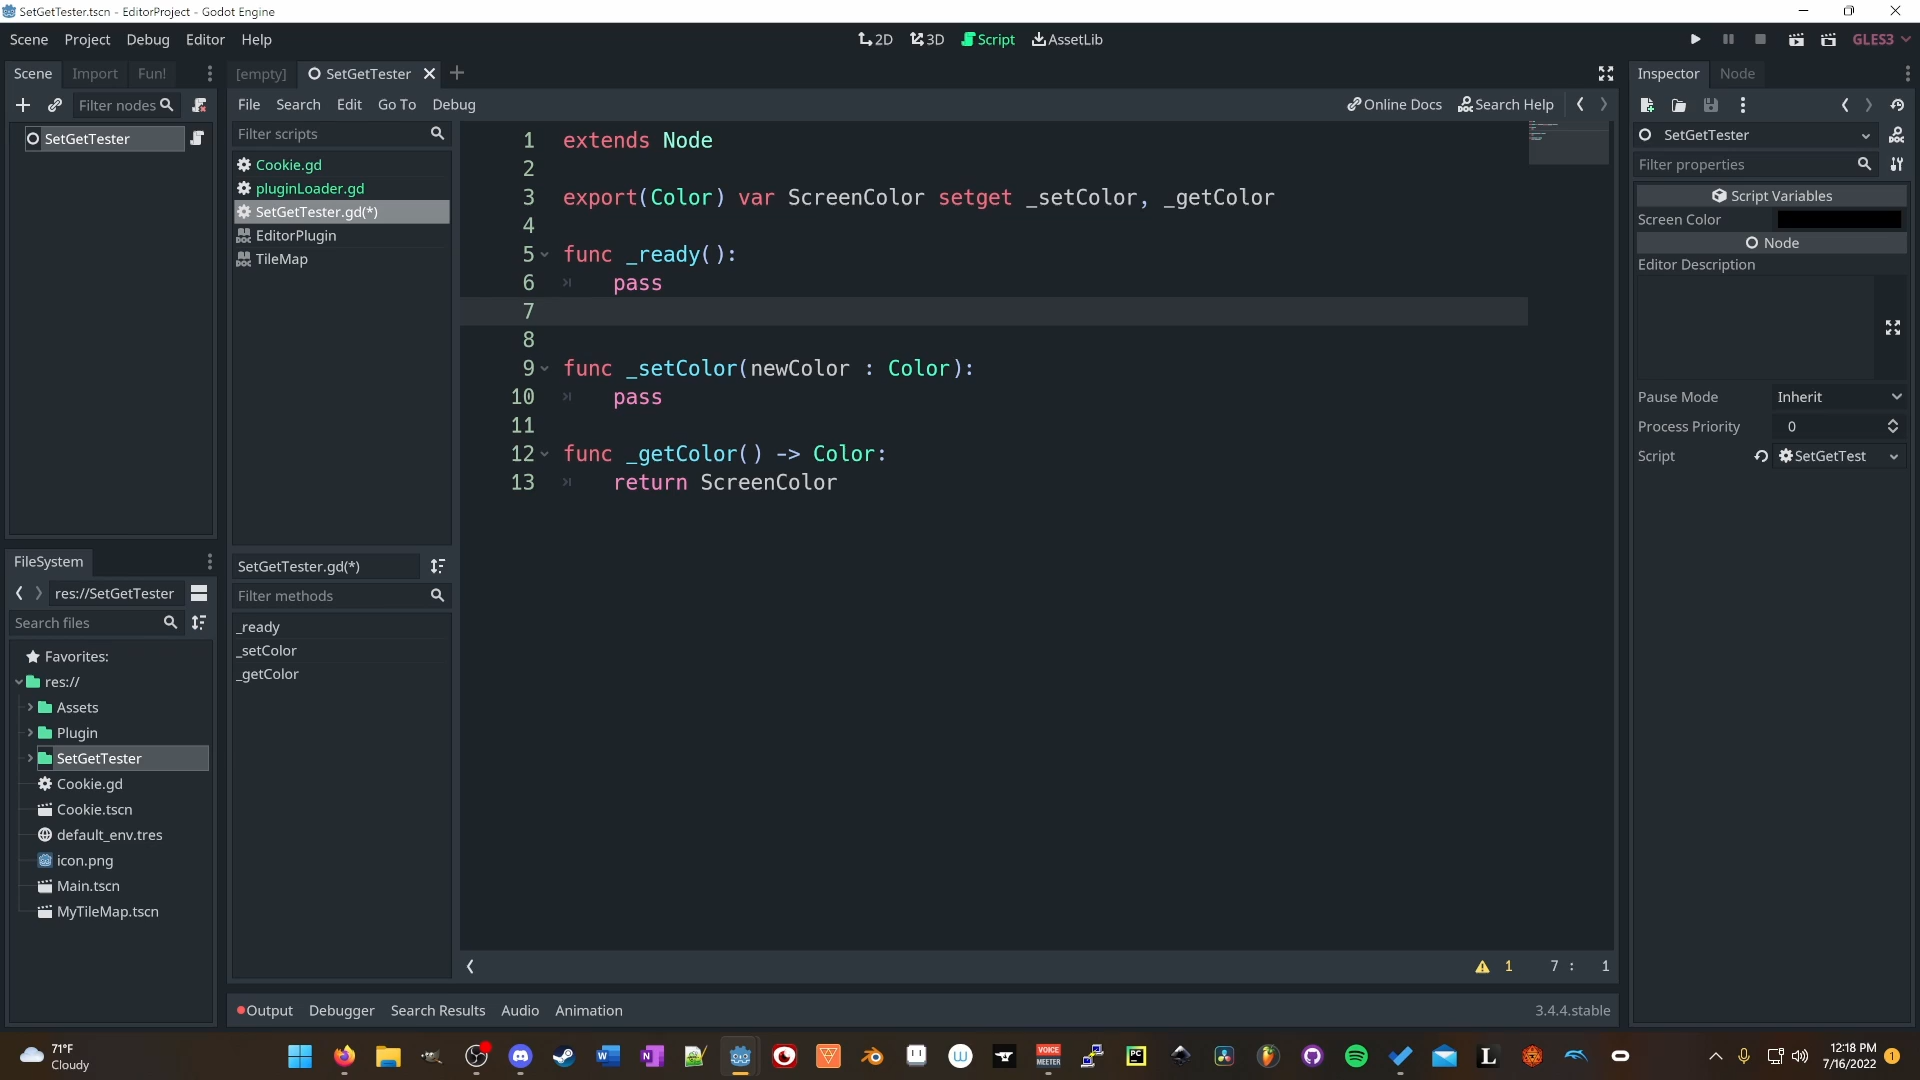 SetGetTester.tscn - EditorProject - Godot Engine
Scene Project Debug Editor Help
2D 3D Script AssetLib
GLES3
Scene Import Fun!
[empty] SetGetTester
Inspector Node
Filter nodes
File Search Edit Go To Debug
Online Docs Search Help
SetGetTester
Filter scripts
Cookie.gd
pluginLoader.gd
SetGetTester.gd(*)
EditorPlugin
TileMap
1 extends Node
2
3 export(Color) var ScreenColor setget _setColor, _getColor
4
5 func _ready():
6 pass
7
8
9 func _setColor(newColor : Color):
10 pass
11
12 func _getColor() -> Color:
13 return ScreenColor
SetGetTester
Filter properties
Script Variables
Screen Color
Node
Editor Description
Pause Mode Inherit
Process Priority 0
Script SetGetTest
FileSystem
res://SetGetTester
Search files
Favorites:
res://
Assets
Plugin
SetGetTester
Cookie.gd
Cookie.tscn
default_env.tres
icon.png
Main.tscn
MyTileMap.tscn
SetGetTester.gd(*)
Filter methods
_ready
_setColor
_getColor
1 7 : 1
Output Debugger Search Results Audio Animation
3.4.4.stable
71°F
Cloudy
VOICE
MEETER
PC
L
12:18 PM
7/16/2022
1